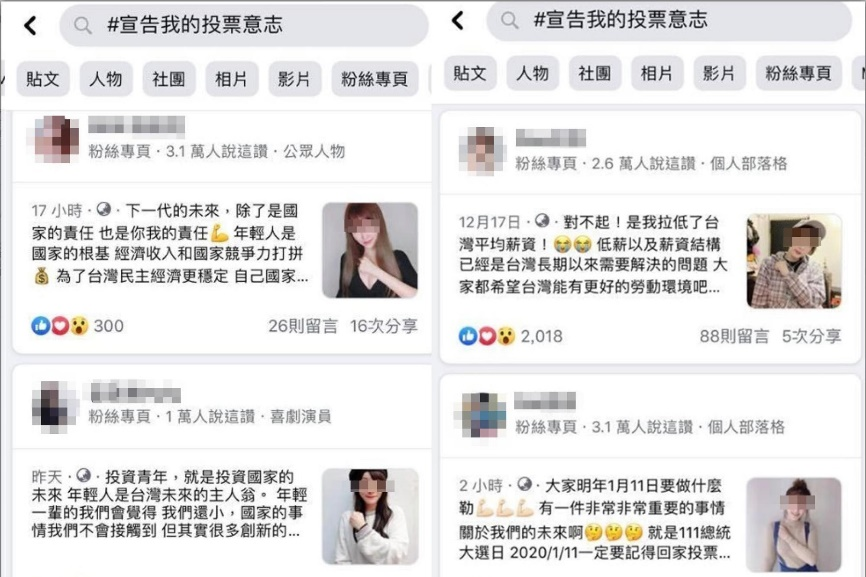 #宣告我的投票意志
貼文 人物 社團 相片 影片 粉絲專頁
粉絲專頁・3.1 萬人說這讚・公眾人物
17 小時・下一代的未來，除了是國
家的責任 也是你我的責任💪 年輕人是
國家的根基 經濟收入和國家競爭力打拼
💰 為了台灣民主經濟更穩定 自己國家...
300 26則留言 16次分享
粉絲專頁・1 萬人說這讚・喜劇演員
昨天・投資青年，就是投資國家的
未來 年輕人是台灣未來的主人翁。 年輕
一輩的我們會覺得 我們還小，國家的事
情我們不會接觸到 但其實很多創新的...
#宣告我的投票意志
貼文 人物 社團 相片 影片 粉絲專頁
粉絲專頁・2.6 萬人說這讚・個人部落格
12月17日・對不起！是我拉低了台
灣平均薪資！😭😭 低薪以及薪資結構
已經是台灣長期以來需要解決的問題 大
家都希望台灣能有更好的勞動環境吧...
2,018 88則留言 5次分享
粉絲專頁・3.1 萬人說這讚・個人部落格
2 小時・大家明年1月11日要做什麼
勒💪💪💪 有一件非常非常重要的事情
關於我們的未來啊🤔🤔🤔 就是111總統
大選日 2020/1/11一定要記得回家投票...